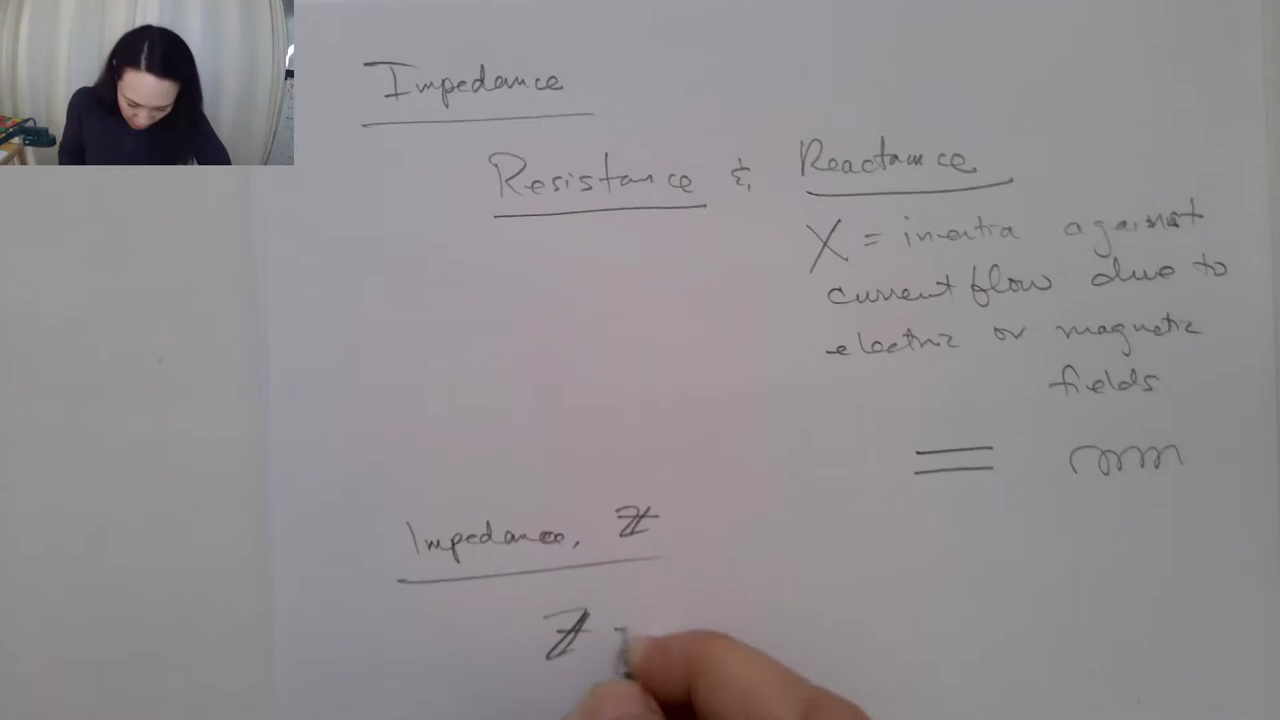 Impedance
Resistance & Reactance
X = inertia against
current flow due to
electric or magnetic
fields
Impedance, Z
Z